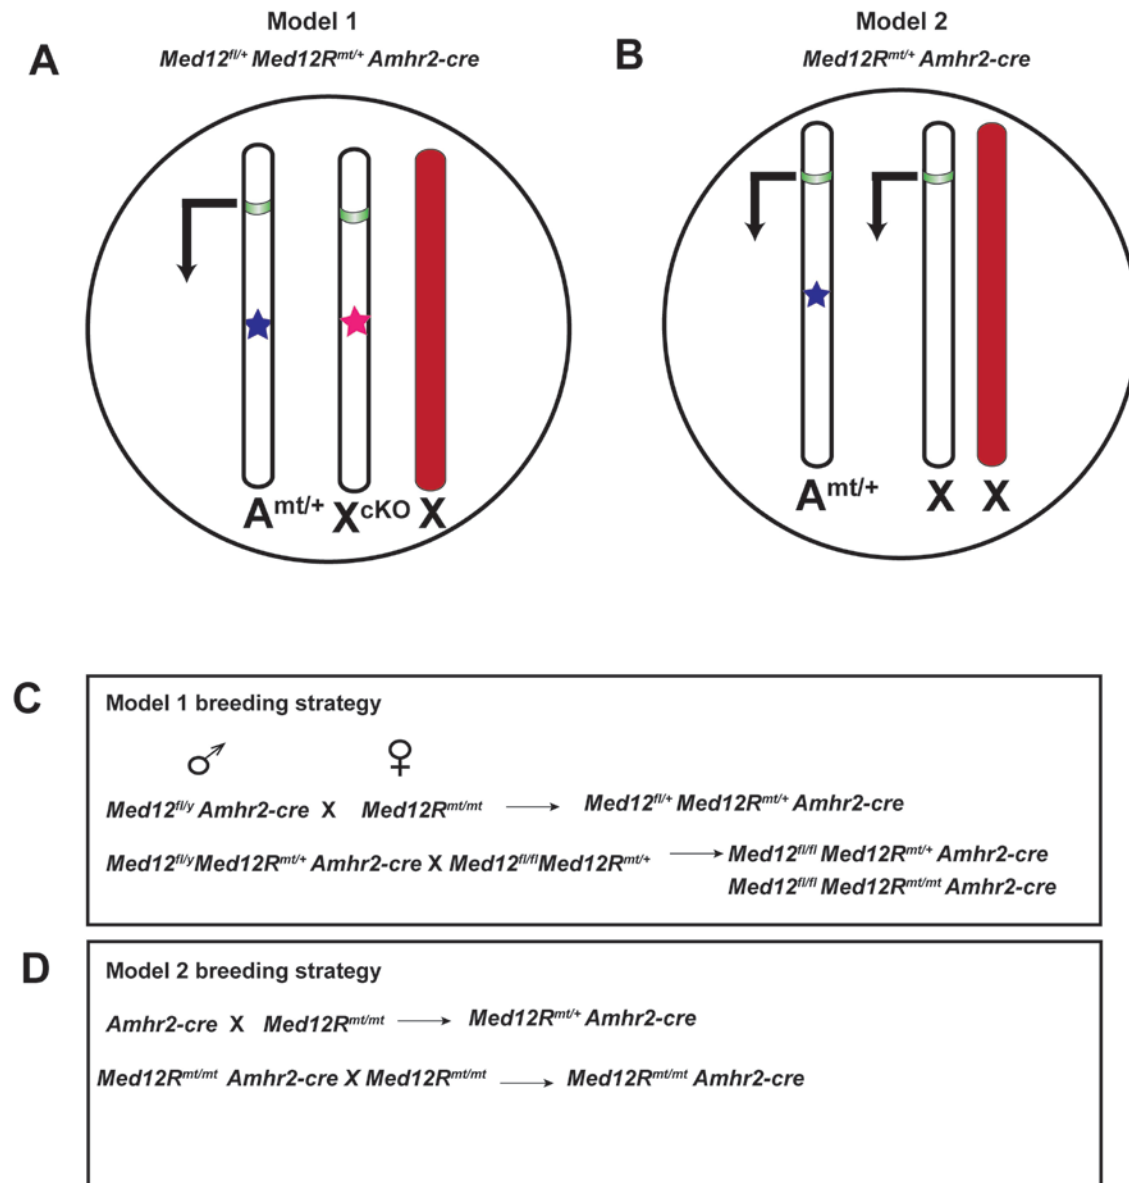 Model 1
A
Med12fl/+ Med12Rmt/+ Amhr2-cre
Amt/+ XcKO X
Model 2
B
Med12Rmt/+ Amhr2-cre
Amt/+ X X
C
Model 1 breeding strategy
♂ ♀
Med12fl/y Amhr2-cre X Med12Rmt/mt → Med12fl/+ Med12Rmt/+ Amhr2-cre
Med12fl/yMed12Rmt/+ Amhr2-cre X Med12fl/flMed12Rmt/+ → Med12fl/fl Med12Rmt/+ Amhr2-cre
Med12fl/fl Med12Rmt/mt Amhr2-cre
D
Model 2 breeding strategy
Amhr2-cre X Med12Rmt/mt → Med12Rmt/+ Amhr2-cre
Med12Rmt/mt Amhr2-cre X Med12Rmt/mt → Med12Rmt/mt Amhr2-cre